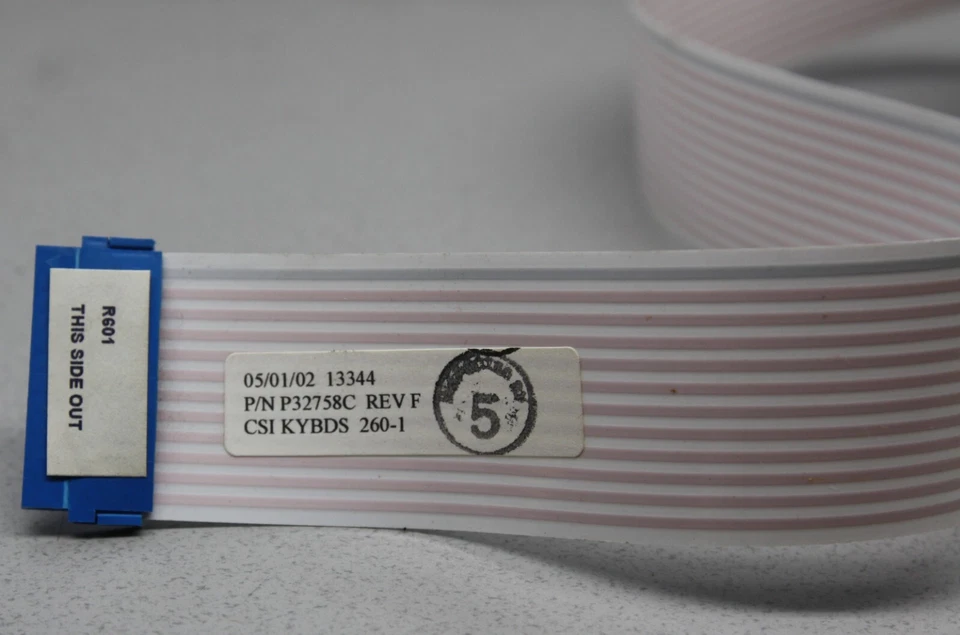 R601
THIS SIDE OUT
05/01/02 13344
P/N P32758C REV F
CSI KYBDS 260-1
5